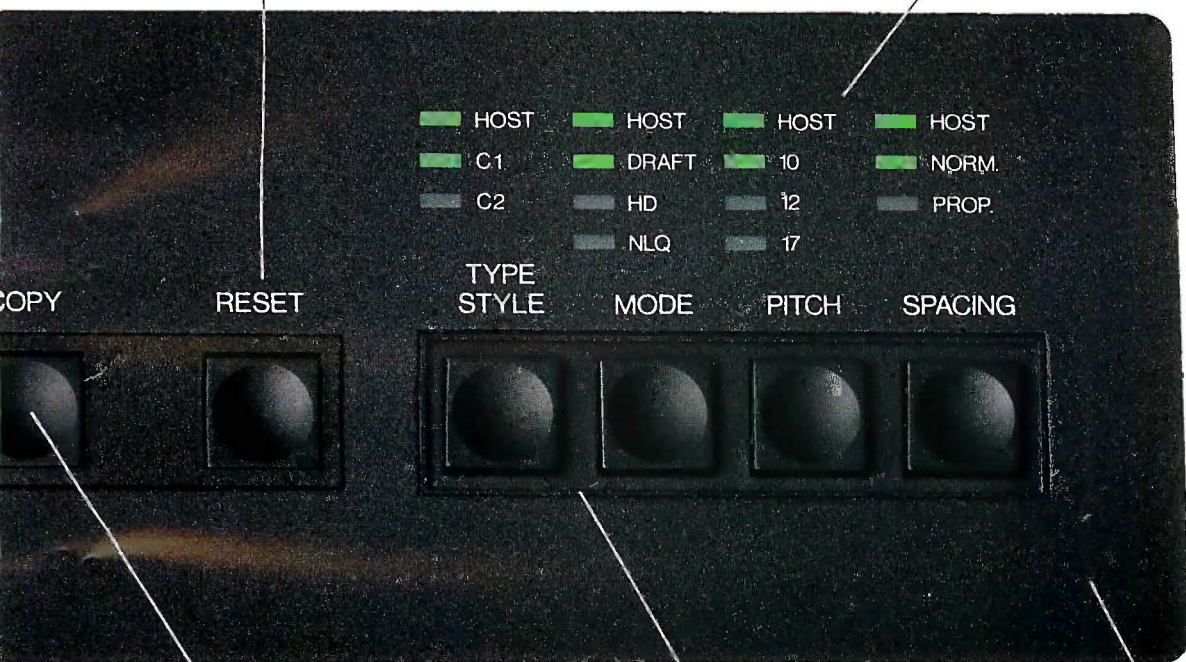 HOST HOST HOST HOST
C1 DRAFT 10 NORM.
C2 HD 12 PROP.
NLQ 17
TYPE STYLE
COPY RESET MODE PITCH SPACING